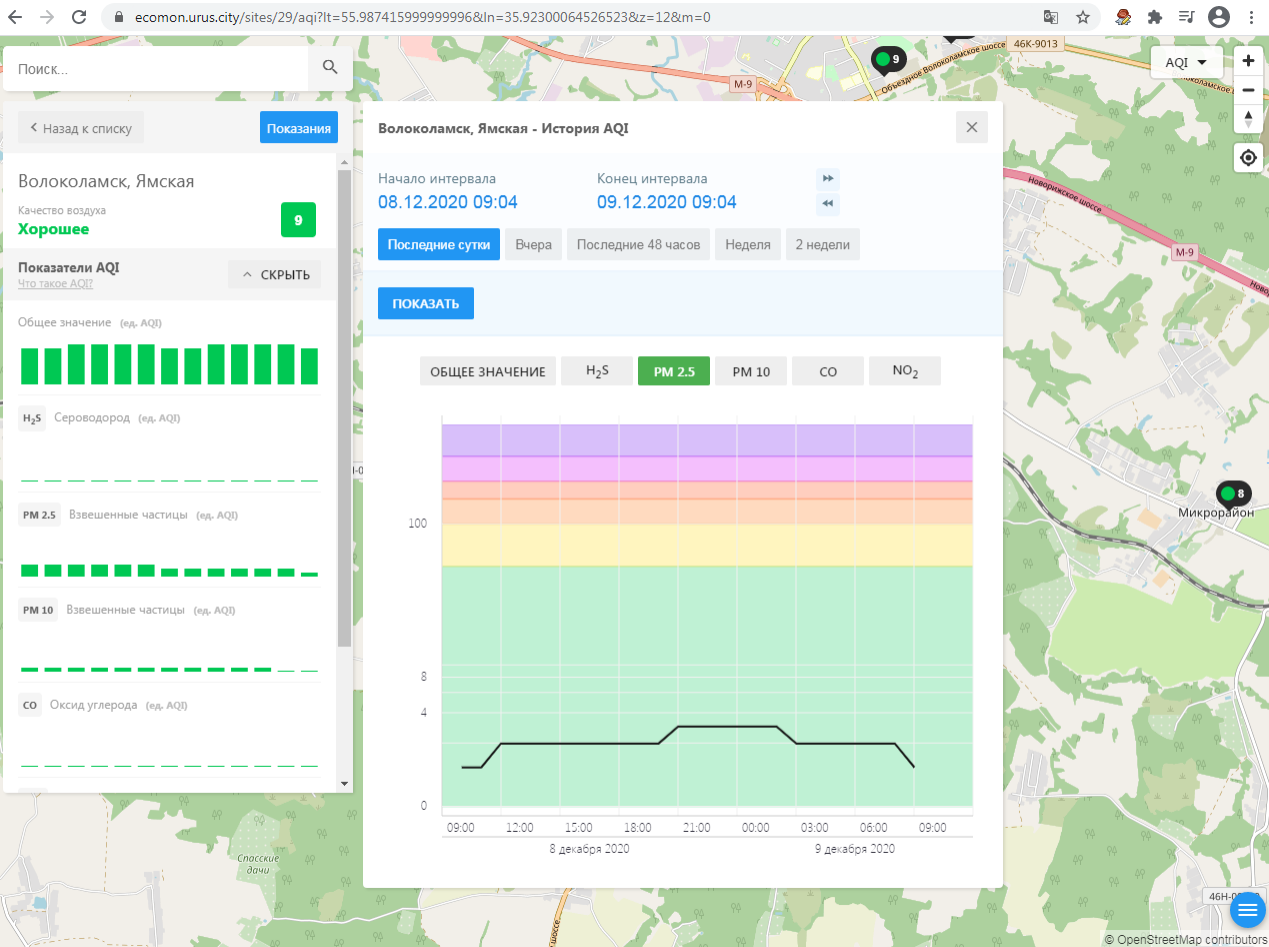 ecomon.urus.city/sites/29/aqi?lt=55.987415999999996&ln=35.92300064526523&z=12&m=0
Поиск...
46К-9013
9
Объездное Волоколамское шоссе
М-9
AQI
Назад к списку
Показания
Волоколамск, Ямская - История AQI
Волоколамск, Ямская
Качество воздуха
Хорошее
9
Начало интервала
Конец интервала
08.12.2020 09:04
09.12.2020 09:04
Новорижское шоссе
М-9
Последние сутки
Вчера
Последние 48 часов
Неделя
2 недели
Показатели AQI
Что такое AQI?
СКРЫТЬ
ПОКАЗАТЬ
Общее значение (ед. AQI)
ОБЩЕЕ ЗНАЧЕНИЕ
H2S
PM 2.5
PM 10
CO
NO2
H2S Сероводород (ед. AQI)
PM 2.5 Взвешенные частицы (ед. AQI)
8
Микрорайон
100
PM 10 Взвешенные частицы (ед. AQI)
8
4
CO Оксид углерода (ед. AQI)
0
09:00 12:00 15:00 18:00 21:00 00:00 03:00 06:00 09:00
8 декабря 2020
9 декабря 2020
Спасские
дачи
© OpenStreetMap contributors